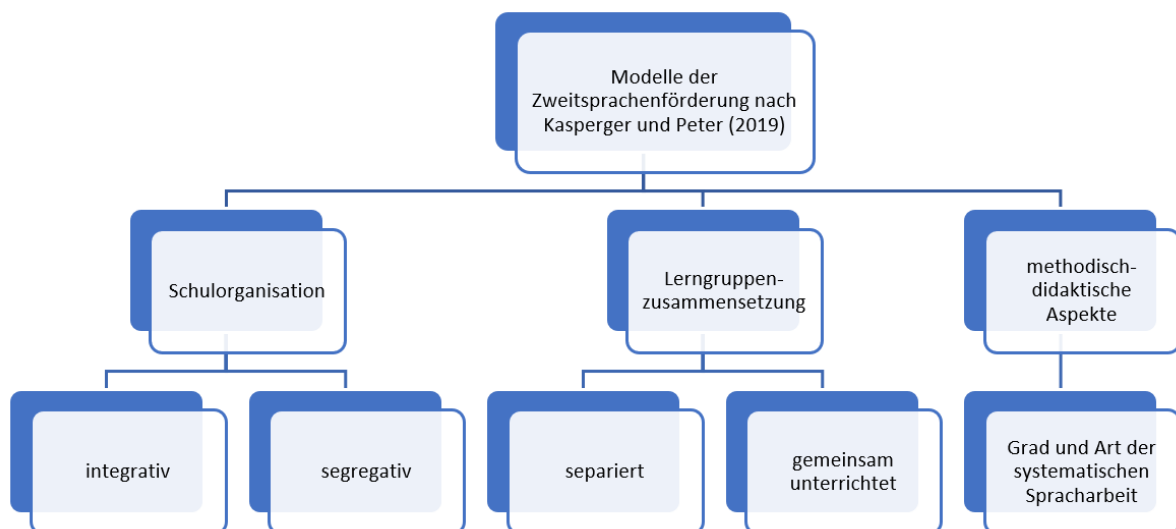 Modelle der
Zweitsprachenförderung nach
Kasperger und Peter (2019)
Schulorganisation
Lerngruppen-
zusammensetzung
methodisch-
didaktische
Aspekte
integrativ
segregativ
separiert
gemeinsam
unterrichtet
Grad und Art der
systematischen
Spracharbeit